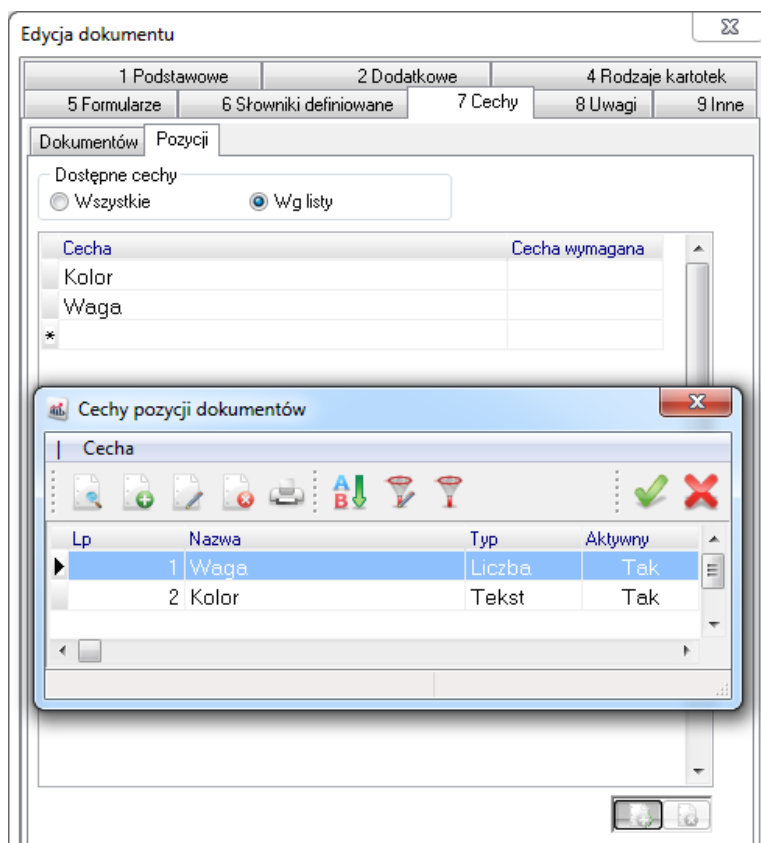 Edycja dokumentu
1 Podstawowe 2 Dodatkowe 4 Rodzaje kartotek
5 Formularze 6 Słowniki definiowane 7 Cechy 8 Uwagi 9 Inne
Dokumentów Pozycji
Dostępne cechy
Wszystkie Wg listy
Cecha Cecha wymagana
Kolor
Waga
*
Cechy pozycji dokumentów
Cecha
Lp Nazwa Typ Aktywny
1 Waga Liczba Tak
2 Kolor Tekst Tak